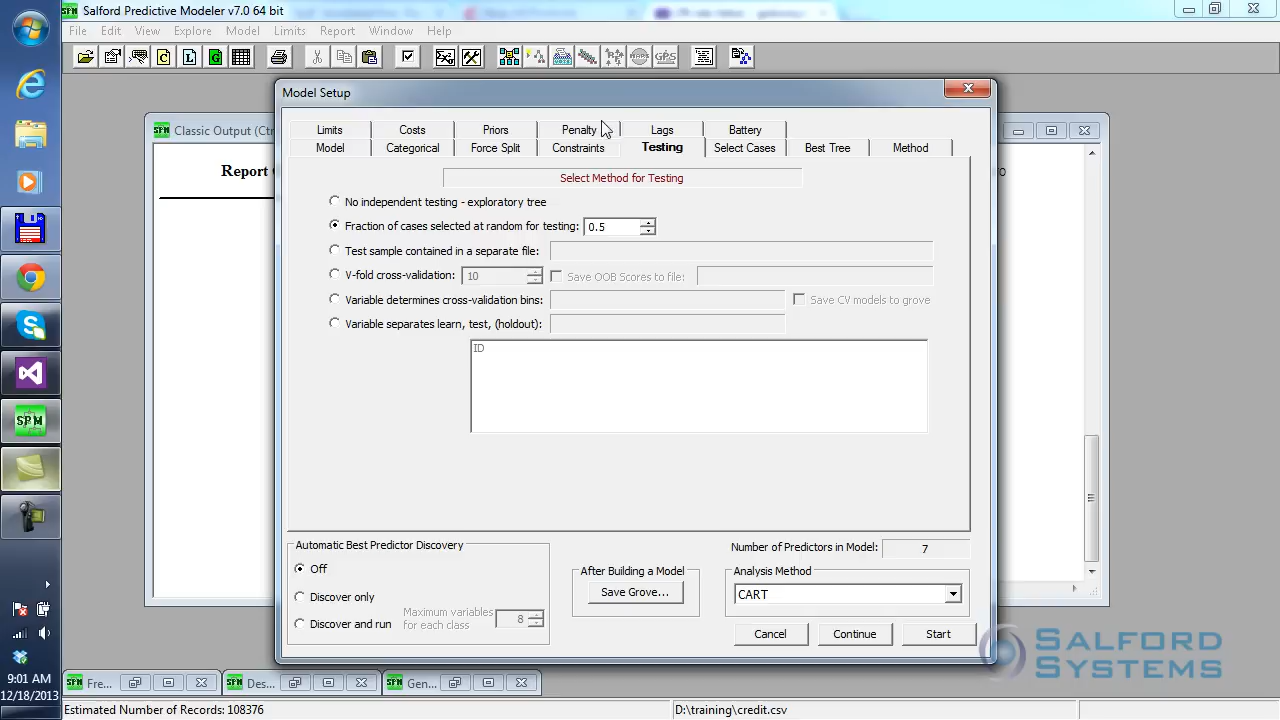 Salford Predictive Modeler v7.0 64 bit
File Edit View Explore Model Limits Report Window Help
Classic Output (Ct
Report
o
Model Setup
Limits Costs Priors Penalty Lags Battery
Model Categorical Force Split Constraints Testing Select Cases Best Tree Method
Select Method for Testing
No independent testing - exploratory tree
Fraction of cases selected at random for testing: 0.5
Test sample contained in a separate file:
V-fold cross-validation: 10 Save OOB Scores to file:
Variable determines cross-validation bins: Save CV models to grove
Variable separates learn, test, (holdout):
ID
Automatic Best Predictor Discovery
Off
Discover only
Discover and run
Maximum variables
for each class 8
After Building a Model
Save Grove...
Number of Predictors in Model: 7
Analysis Method
CART
Cancel Continue Start
SALFORD
SYSTEMS
9:01 AM
12/18/2013
Fre... Des... Gen...
Estimated Number of Records: 108376
D:\training\credit.csv